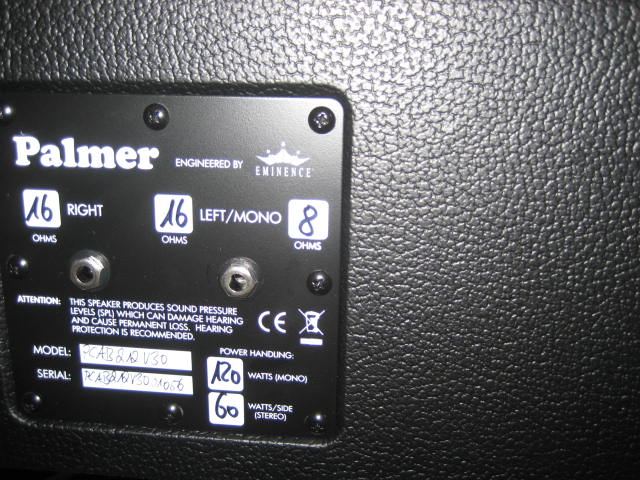 Palmer ENGINEERED BY EMINENCE
16 RIGHT 16 LEFT/MONO 8
OHMS OHMS OHMS
ATTENTION: THIS SPEAKER PRODUCES SOUND PRESSURE
LEVELS (SPL) WHICH CAN DAMAGE HEARING
AND CAUSE PERMANENT LOSS. HEARING
PROTECTION IS RECOMMENDED.
CE
MODEL: PCAB212V30
SERIAL: PCAB212V30
POWER HANDLING:
120 WATTS (MONO)
60 WATTS/SIDE
(STEREO)